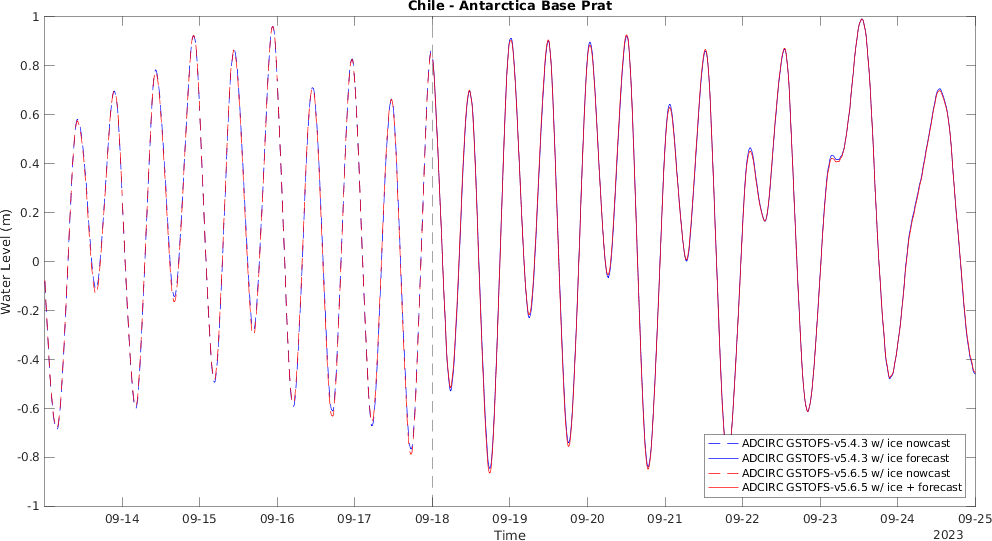 Chile - Antarctica Base Prat
Water Level (m)
1
0.8
0.6
0.4
0.2
0
-0.2
-0.4
-0.6
-0.8
-1
ADCIRC GSTOFS-v5.4.3 w/ ice nowcast
ADCIRC GSTOFS-v5.4.3 w/ ice forecast
ADCIRC GSTOFS-v5.6.5 w/ ice nowcast
ADCIRC GSTOFS-v5.6.5 w/ ice + forecast
09-14 09-15 09-16 09-17 09-18 09-19 09-20 09-21 09-22 09-23 09-24 09-25
Time
2023